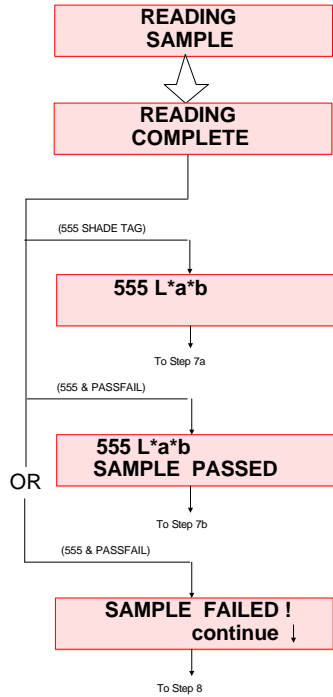 READING
SAMPLE
READING
COMPLETE
(555 SHADE TAG)
555 L*a*b
To Step 7a
(555 & PASSFAIL)
555 L*a*b
SAMPLE PASSED
OR
To Step 7b
(555 & PASSFAIL)
SAMPLE FAILED !
continue ↓
To Step 8